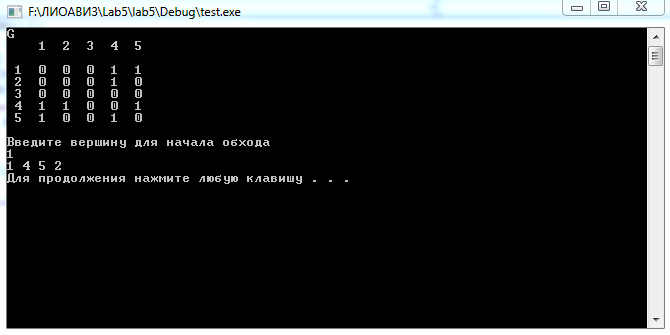 F:\ЛИОАВИЗ\Lab5\lab5\Debug\test.exe
G
1 2 3 4 5
1 0 0 0 1 1
2 0 0 0 1 0
3 0 0 0 0 0
4 1 1 0 0 1
5 1 0 0 1 0
Введите вершину для начала обхода
1
1 4 5 2
Для продолжения нажмите любую клавишу . . .